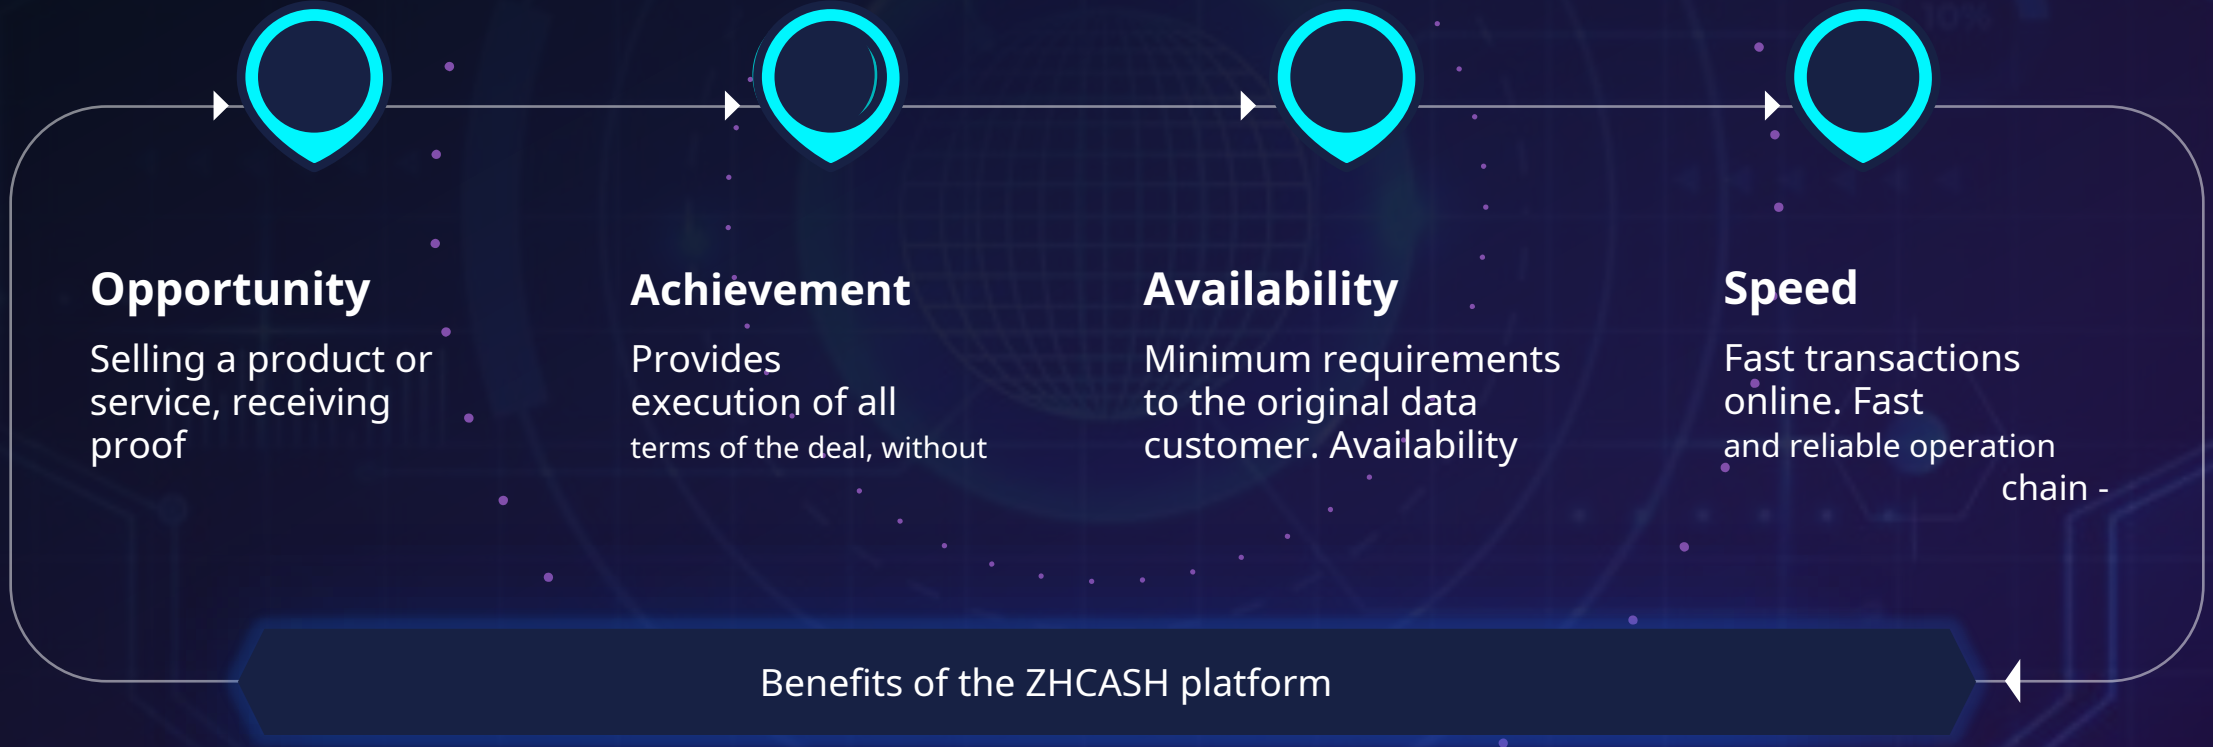 10%
Opportunity
Selling a product or
service, receiving
proof
Achievement
Provides
execution of all
terms of the deal, without
Availability
Minimum requirements
to the original data
customer. Availability
Speed
Fast transactions
online. Fast
and reliable operation
chain -
Benefits of the ZHCASH platform